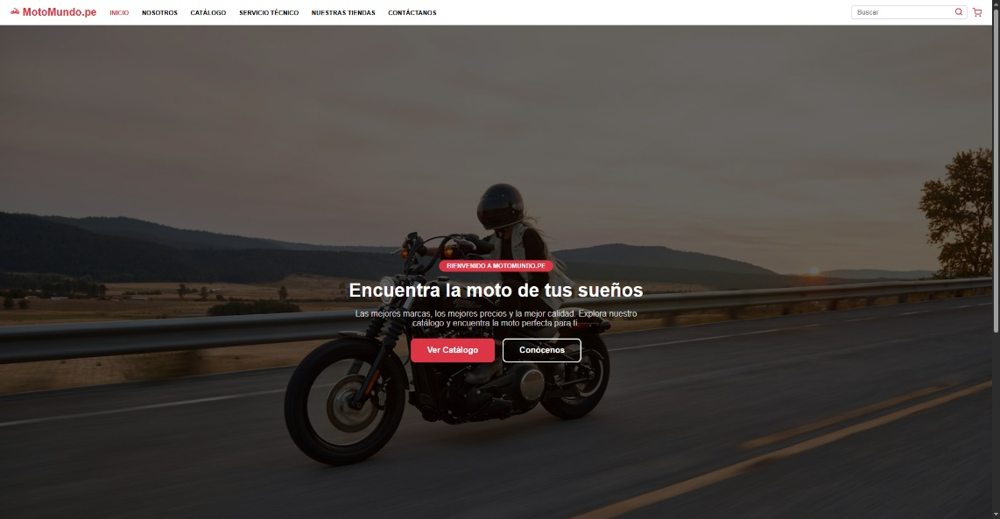 MotoMundo.pe INICIO NOSOTROS CATÁLOGO SERVICIO TÉCNICO NUESTRAS TIENDAS CONTÁCTANOS Buscar
BIENVENIDO A MOTOMUNDO.PE
Encuentra la moto de tus sueños
Las mejores marcas, los mejores precios y la mejor calidad. Explora nuestro
catálogo y encuentra la moto perfecta para ti.
Ver Catálogo Conócenos